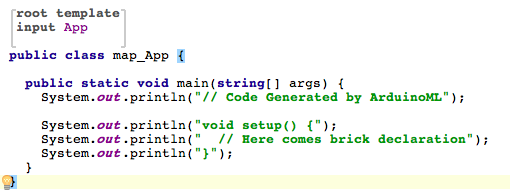 root template
input App
public class map_App {
public static void main(string[] args) {
System.out.println("// Code Generated by ArduinoML");
System.out.println("void setup() {");
System.out.println("  // Here comes brick declaration");
System.out.println("}");
}
}